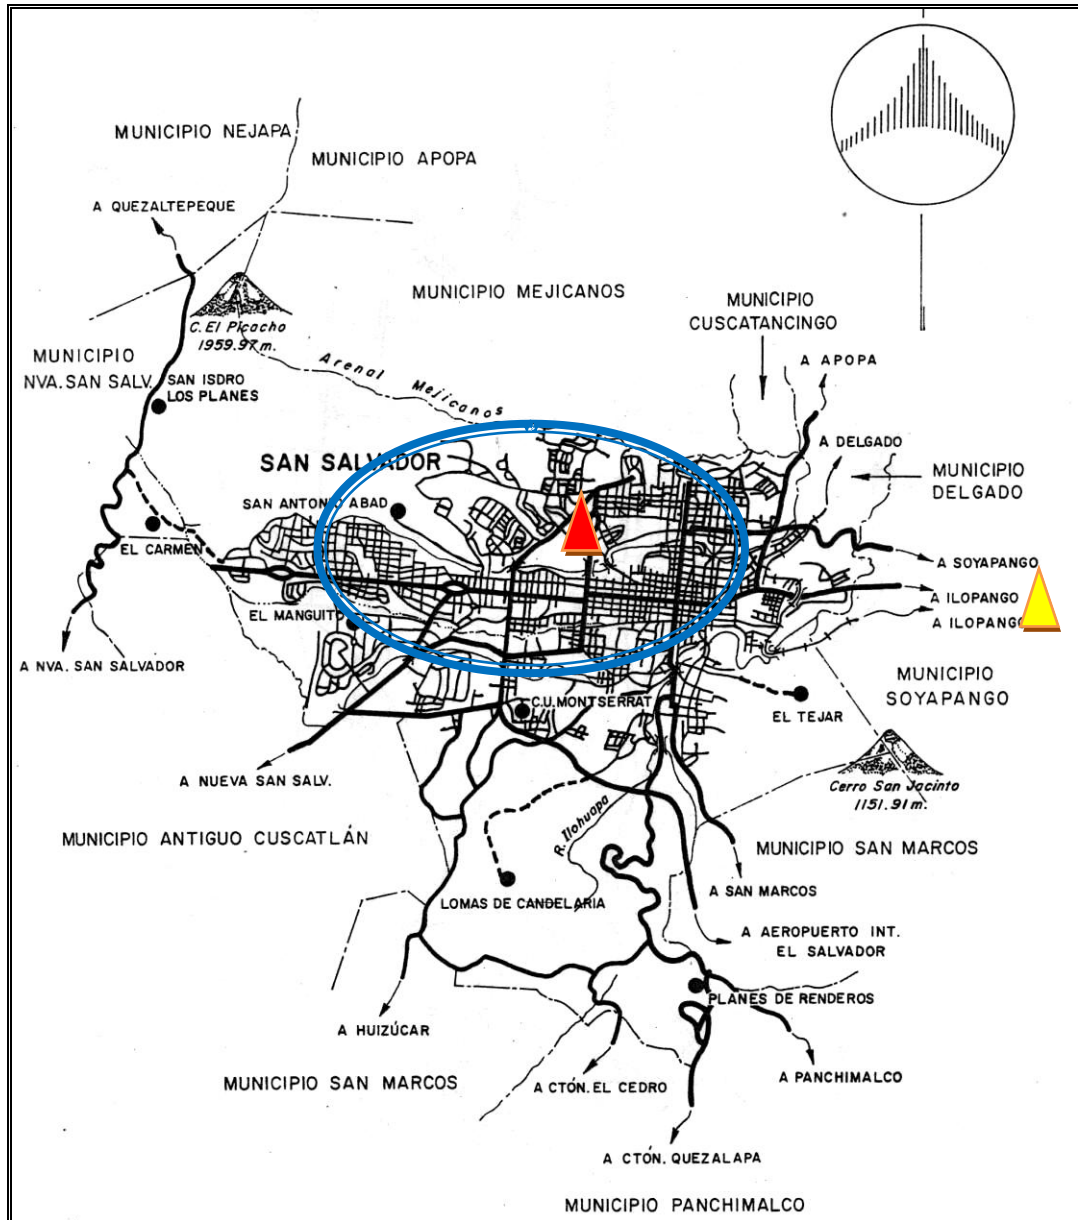 MUNICIPIO NEJAPA
MUNICIPIO APOPA
A QUEZALTEPEQUE
MUNICIPIO MEJICANOS
MUNICIPIO
CUSCATANCINGO
C. El Picacho
1959.97m.
MUNICIPIO
NVA. SAN SALV.
SAN ISDRO
LOS PLANES
Arenal Mejicanos
A APOPA
A DELGADO
MUNICIPIO
DELGADO
SAN SALVADOR
SAN ANTONIO ABAD
EL CARMEN
A SOYAPANGO
A ILOPANGO
A ILOPANGO
EL MANGUITO
A NVA. SAN SALVADOR
MUNICIPIO
SOYAPANGO
C.U. MONTSERRAT
EL TEJAR
A NUEVA SAN SALV.
Cerro San Jacinto
1151.91m.
R. Ilohuapa
MUNICIPIO ANTIGUO CUSCATLÁN
MUNICIPIO SAN MARCOS
A SAN MARCOS
LOMAS DE CANDELARIA
A AEROPUERTO INT.
EL SALVADOR
PLANES DE RENDEROS
A HUIZÚCAR
MUNICIPIO SAN MARCOS
A CTÓN. EL CEDRO
A PANCHIMALCO
A CTÓN. QUEZALAPA
MUNICIPIO PANCHIMALCO